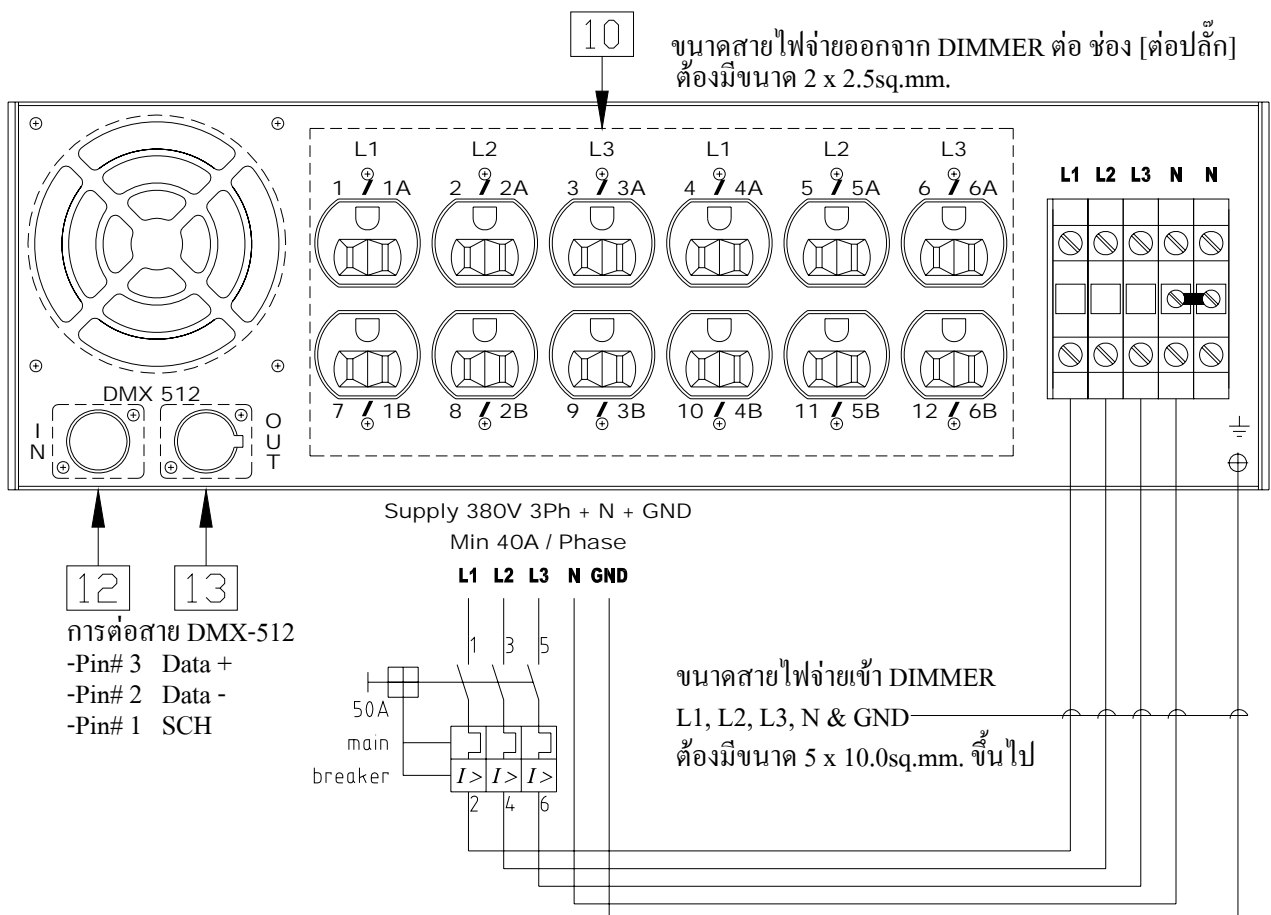 10
ขนาดสายไฟจ่ายออกจาก DIMMER ต่อ ช่อง [ต่อปลั๊ก]
ต้องมีขนาด 2 x 2.5sq.mm.
L1 L2 L3 L1 L2 L3
1 1A 2 2A 3 3A 4 4A 5 5A 6 6A
L1 L2 L3 N N
7 1B 8 2B 9 3B 10 4B 11 5B 12 6B
DMX 512
IN
OUT
12
13
การต่อสาย DMX-512
-Pin# 3 Data +
-Pin# 2 Data -
-Pin# 1 SCH
Supply 380V 3Ph + N + GND
Min 40A / Phase
L1 L2 L3 N GND
1 3 5
50A
main
breaker
I> I> I>
2 4 6
ขนาดสายไฟจ่ายเข้า DIMMER
L1, L2, L3, N & GND
ต้องมีขนาด 5 x 10.0sq.mm. ขึ้นไป